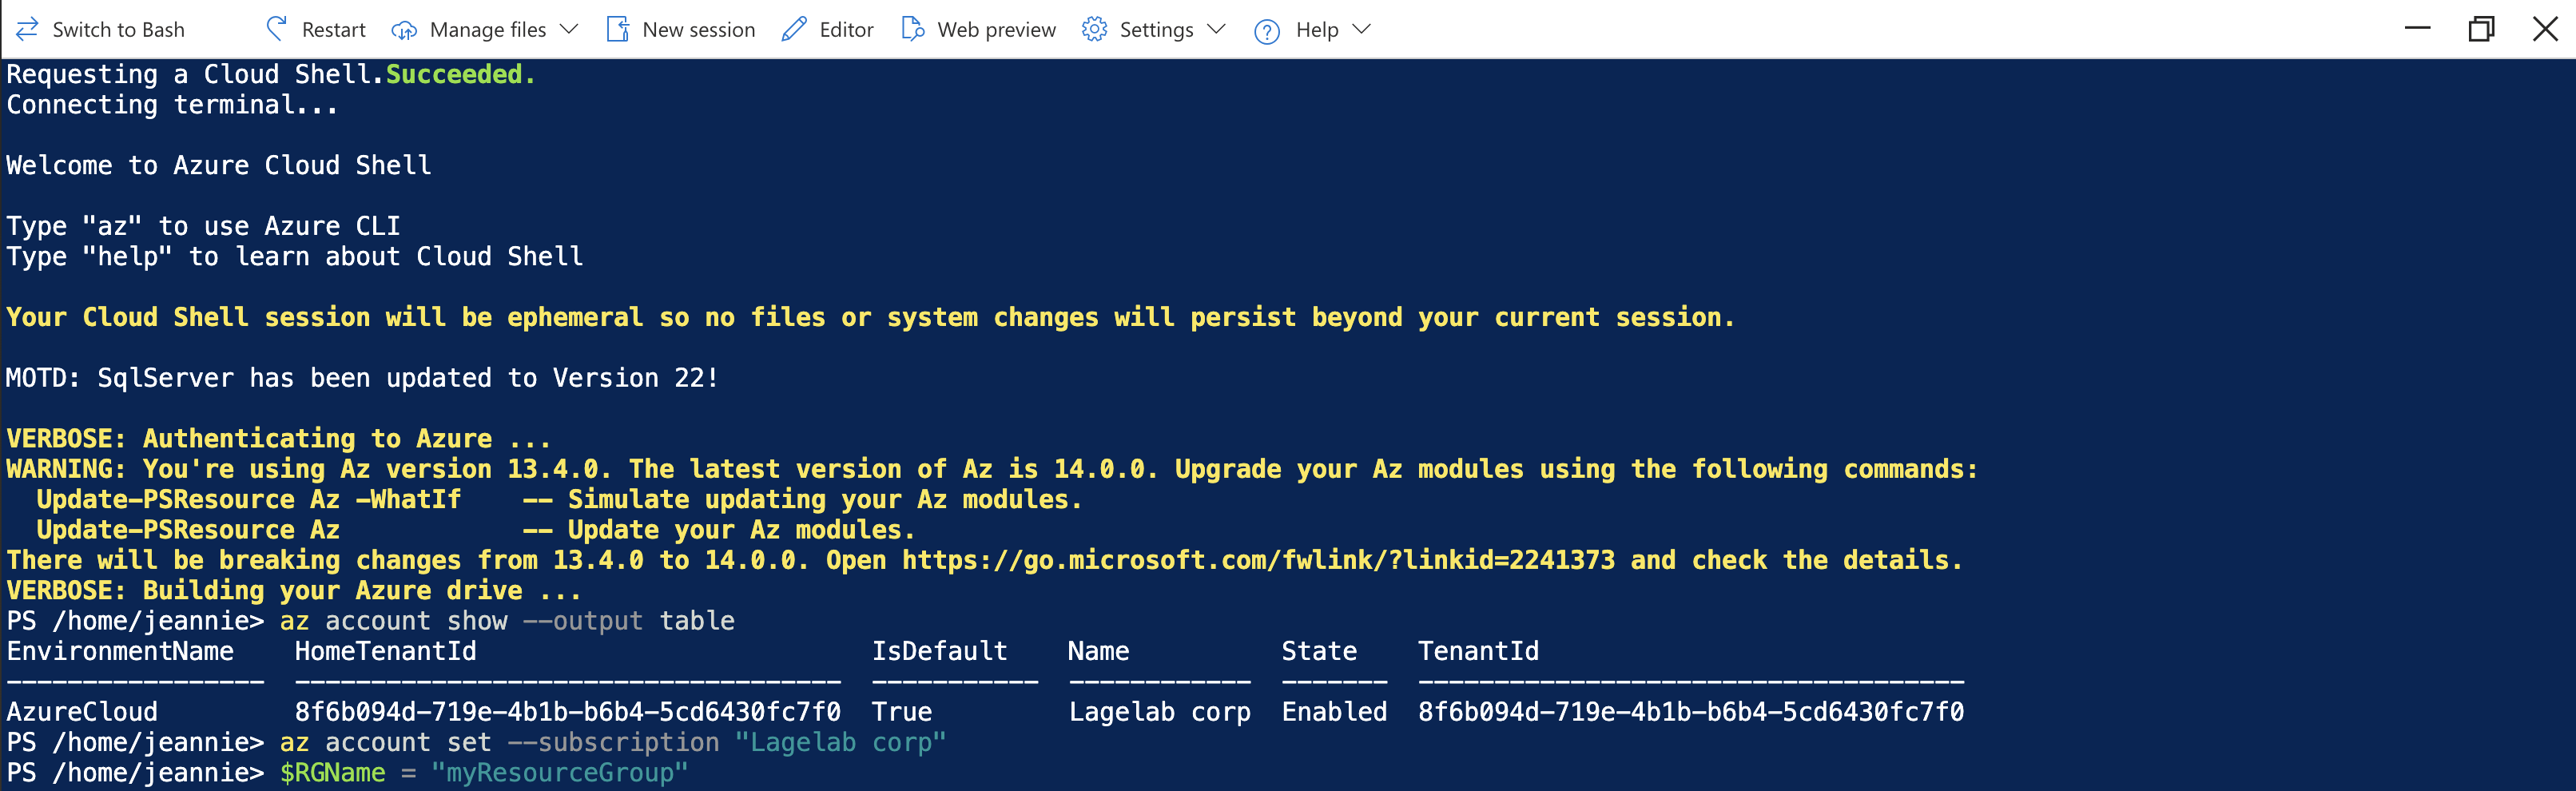 Switch to Bash Restart Manage files New session Editor Web preview Settings ? Help
Requesting a Cloud Shell.Succeeded.
Connecting terminal...
Welcome to Azure Cloud Shell
Type "az" to use Azure CLI
Type "help" to learn about Cloud Shell
Your Cloud Shell session will be ephemeral so no files or system changes will persist beyond your current session.
MOTD: SqlServer has been updated to Version 22!
VERBOSE: Authenticating to Azure ...
WARNING: You're using Az version 13.4.0. The latest version of Az is 14.0.0. Upgrade your Az modules using the following commands:
  Update-PSResource Az -WhatIf    -- Simulate updating your Az modules.
  Update-PSResource Az            -- Update your Az modules.
There will be breaking changes from 13.4.0 to 14.0.0. Open https://go.microsoft.com/fwlink/?linkid=2241373 and check the details.
VERBOSE: Building your Azure drive ...
PS /home/jeannie> az account show --output table
EnvironmentName    HomeTenantId                          IsDefault    Name          State    TenantId
-----------------  ------------------------------------  -----------  ------------  -------  ------------------------------------
AzureCloud         8f6b094d-719e-4b1b-b6b4-5cd6430fc7f0  True         Lagelab corp  Enabled  8f6b094d-719e-4b1b-b6b4-5cd6430fc7f0
PS /home/jeannie> az account set --subscription "Lagelab corp"
PS /home/jeannie> $RGName = "myResourceGroup"